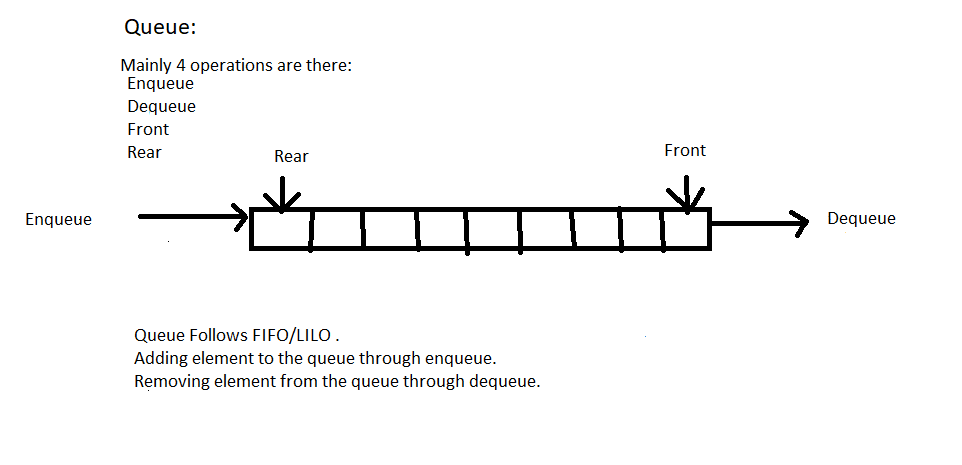 Queue:
Mainly 4 operations are there:
Enqueue
Dequeue
Front
Rear
Rear
Front
Enqueue
Dequeue
Queue Follows FIFO/LILO .
Adding element to the queue through enqueue.
Removing element from the queue through dequeue.